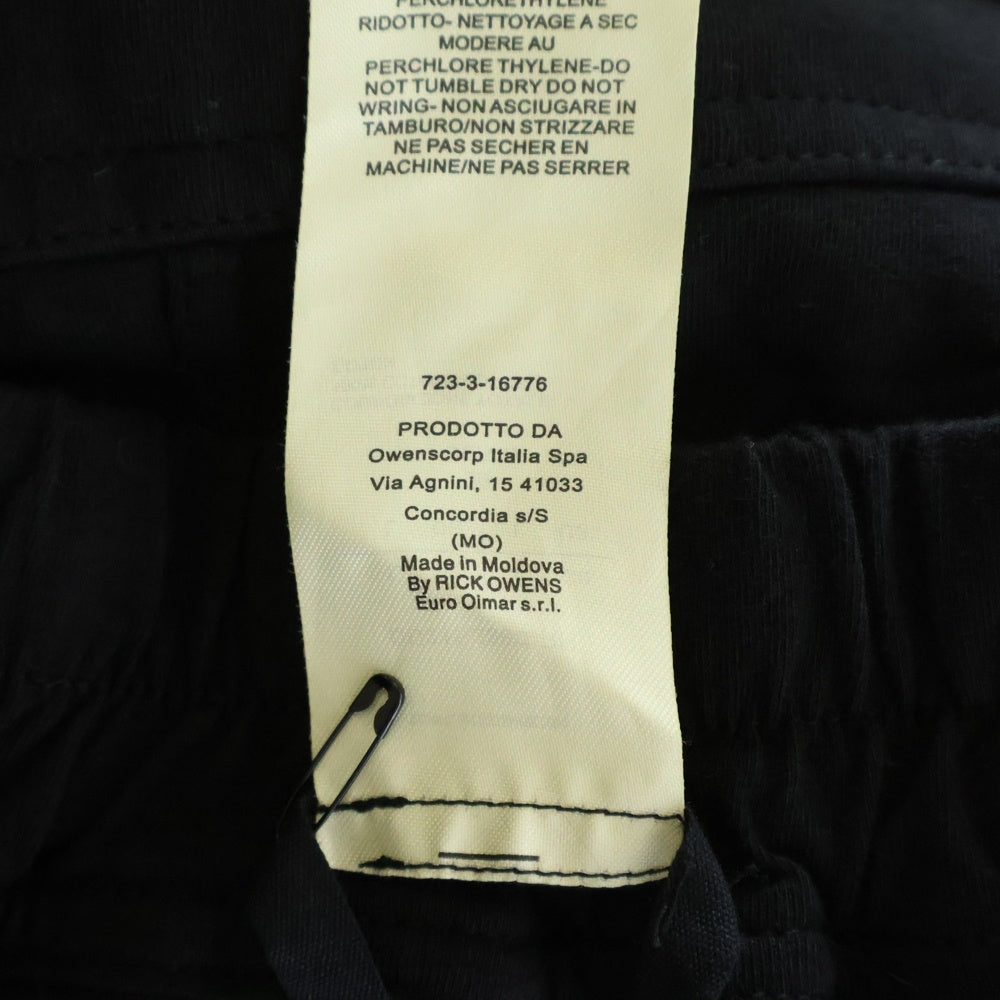 PERCHLORETHYLENE
RIDOTTO- NETTOYAGE A SEC
MODERE AU
PERCHLORE THYLENE-DO
NOT TUMBLE DRY DO NOT
WRING- NON ASCIUGARE IN
TAMBURO/NON STRIZZARE
NE PAS SECHER EN
MACHINE/NE PAS SERRER
723-3-16776
PRODOTTO DA
Owenscorp Italia Spa
Via Agnini, 15 41033
Concordia s/S
(MO)
Made in Moldova
By RICK OWENS
Euro Oimar s.r.l.